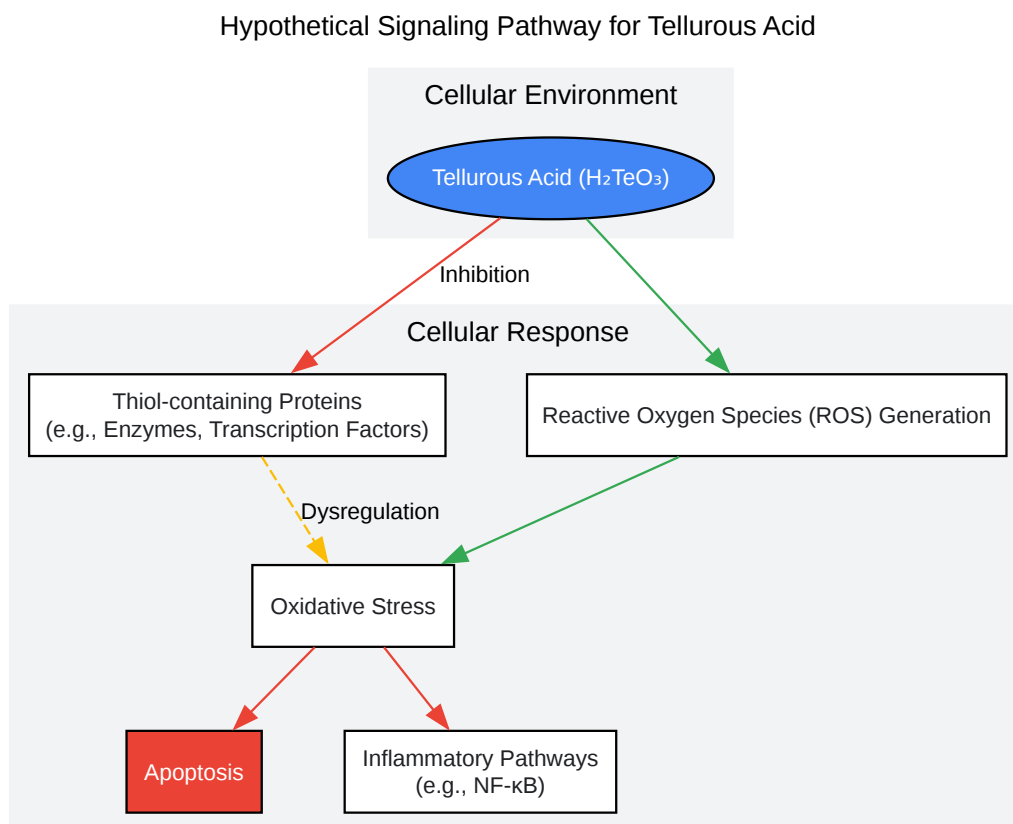 Hypothetical Signaling Pathway for Tellurous Acid
Cellular Environment
Tellurous Acid (H₂TeO₃)
Inhibition
Cellular Response
Thiol-containing Proteins
(e.g., Enzymes, Transcription Factors)
Reactive Oxygen Species (ROS) Generation
Dysregulation
Oxidative Stress
Apoptosis
Inflammatory Pathways
(e.g., NF-κB)